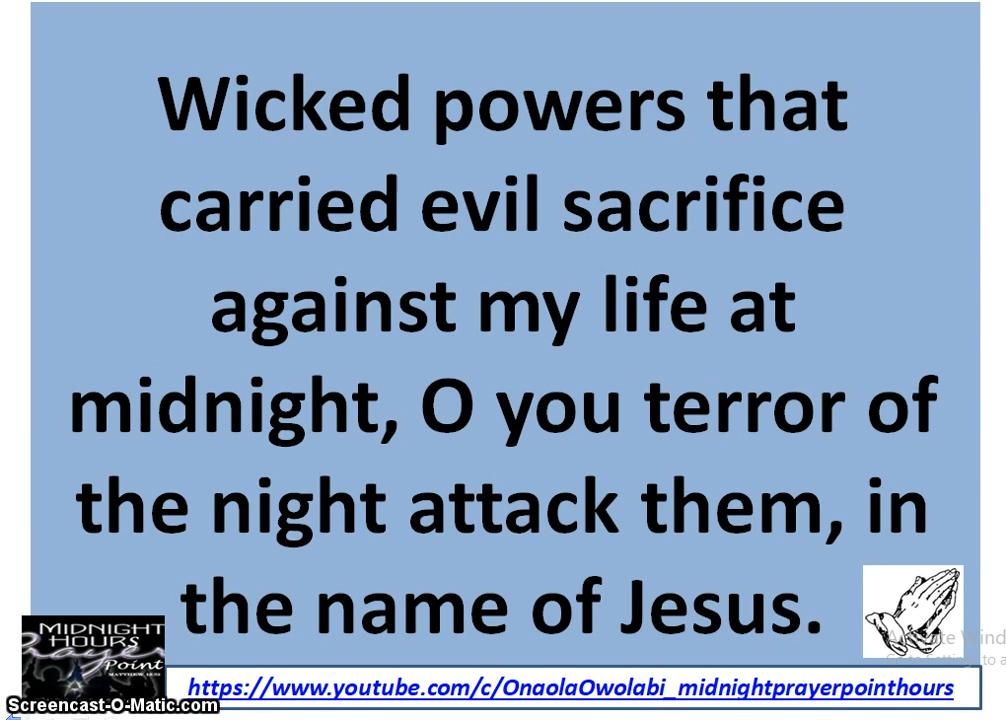 Wicked powers that
carried evil sacrifice
against my life at
midnight, O you terror of
the night attack them, in
the name of Jesus.
MIDNIGHT
HOURS
Prayer
Point
https://www.youtube.com/c/OnaolaOwolabi_midnightprayerpointhours
Screencast-O-Matic.com